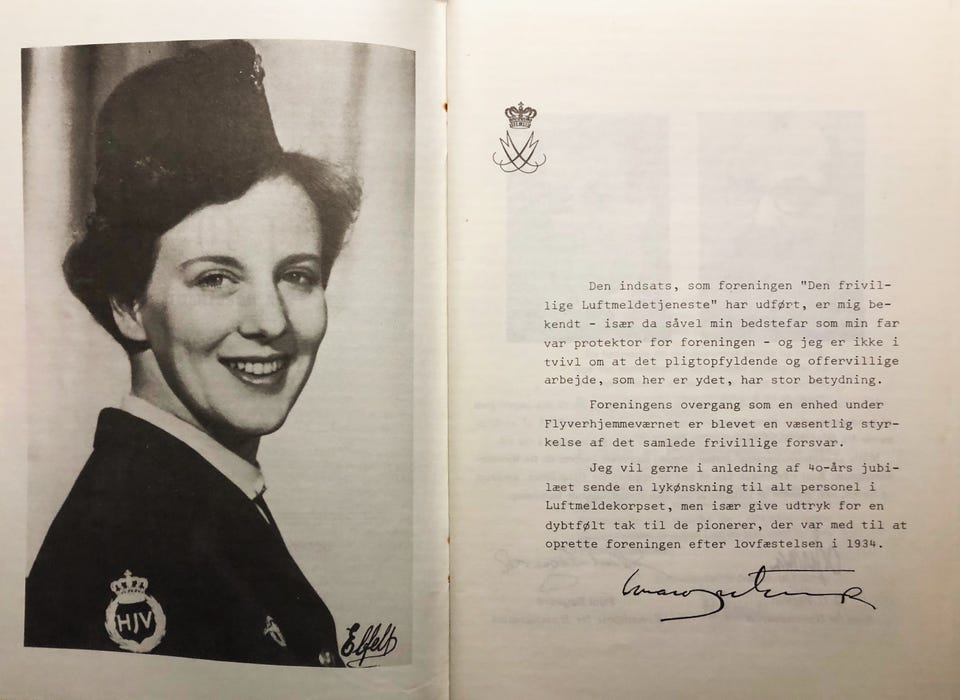 HJV
Elfelt
Den indsats, som foreningen "Den frivil-
lige Luftmeldetjeneste" har udført, er mig be-
kendt - især da såvel min bedstefar som min far
var protektor for foreningen - og jeg er ikke i
tvivl om at det pligtopfyldende og offervillige
arbejde, som her er ydet, har stor betydning.
Foreningens overgang som en enhed under
Flyverhjemmeværnet er blevet en væsentlig styr-
kelse af det samlede frivillige forsvar.
Jeg vil gerne i anledning af 40-års jubi-
læet sende en lykønskning til alt personel i
Luftmeldekorpset, men især give udtryk for en
dybtfølt tak til de pionerer, der var med til at
oprette foreningen efter lovfæstelsen i 1934.
Margrethe R